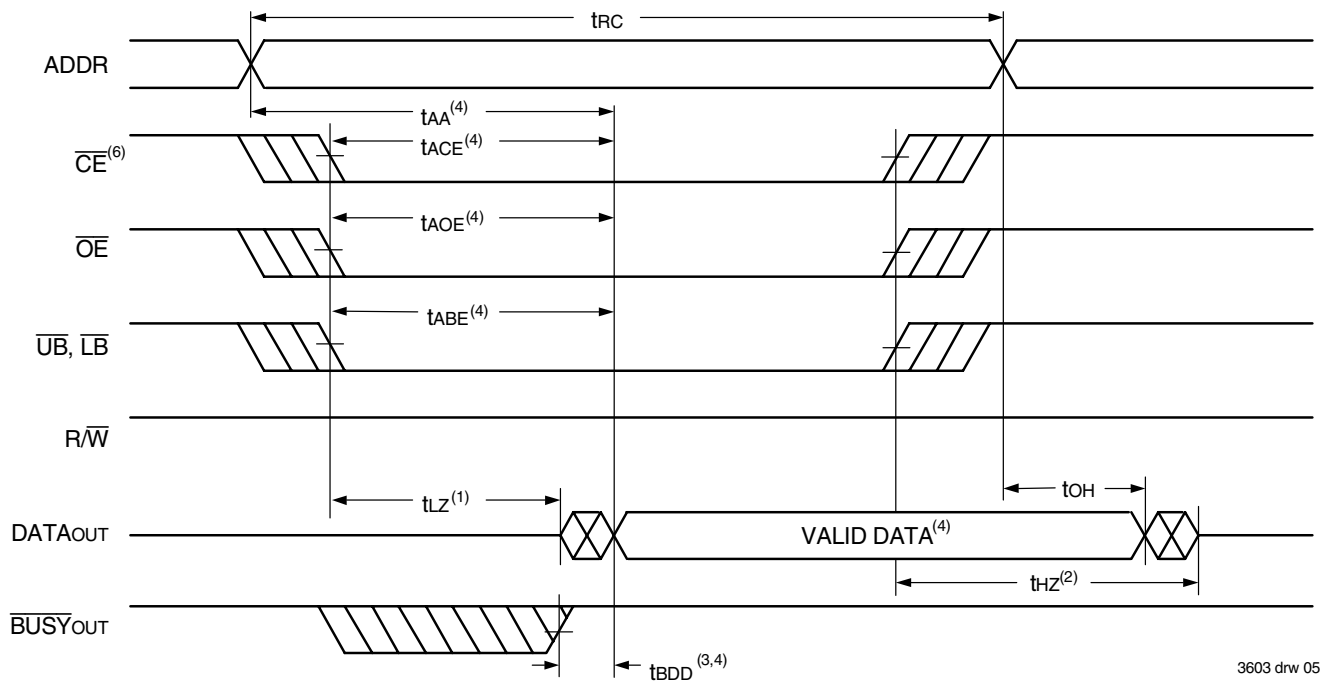 tRC
ADDR
tAA(4)
CE(6)
tACE(4)
OE
tAOE(4)
UB, LB
tABE(4)
R/W
tLZ(1)
tOH
DATAOUT
VALID DATA(4)
tHZ(2)
BUSYOUT
tBDD(3,4)
3603 drw 05